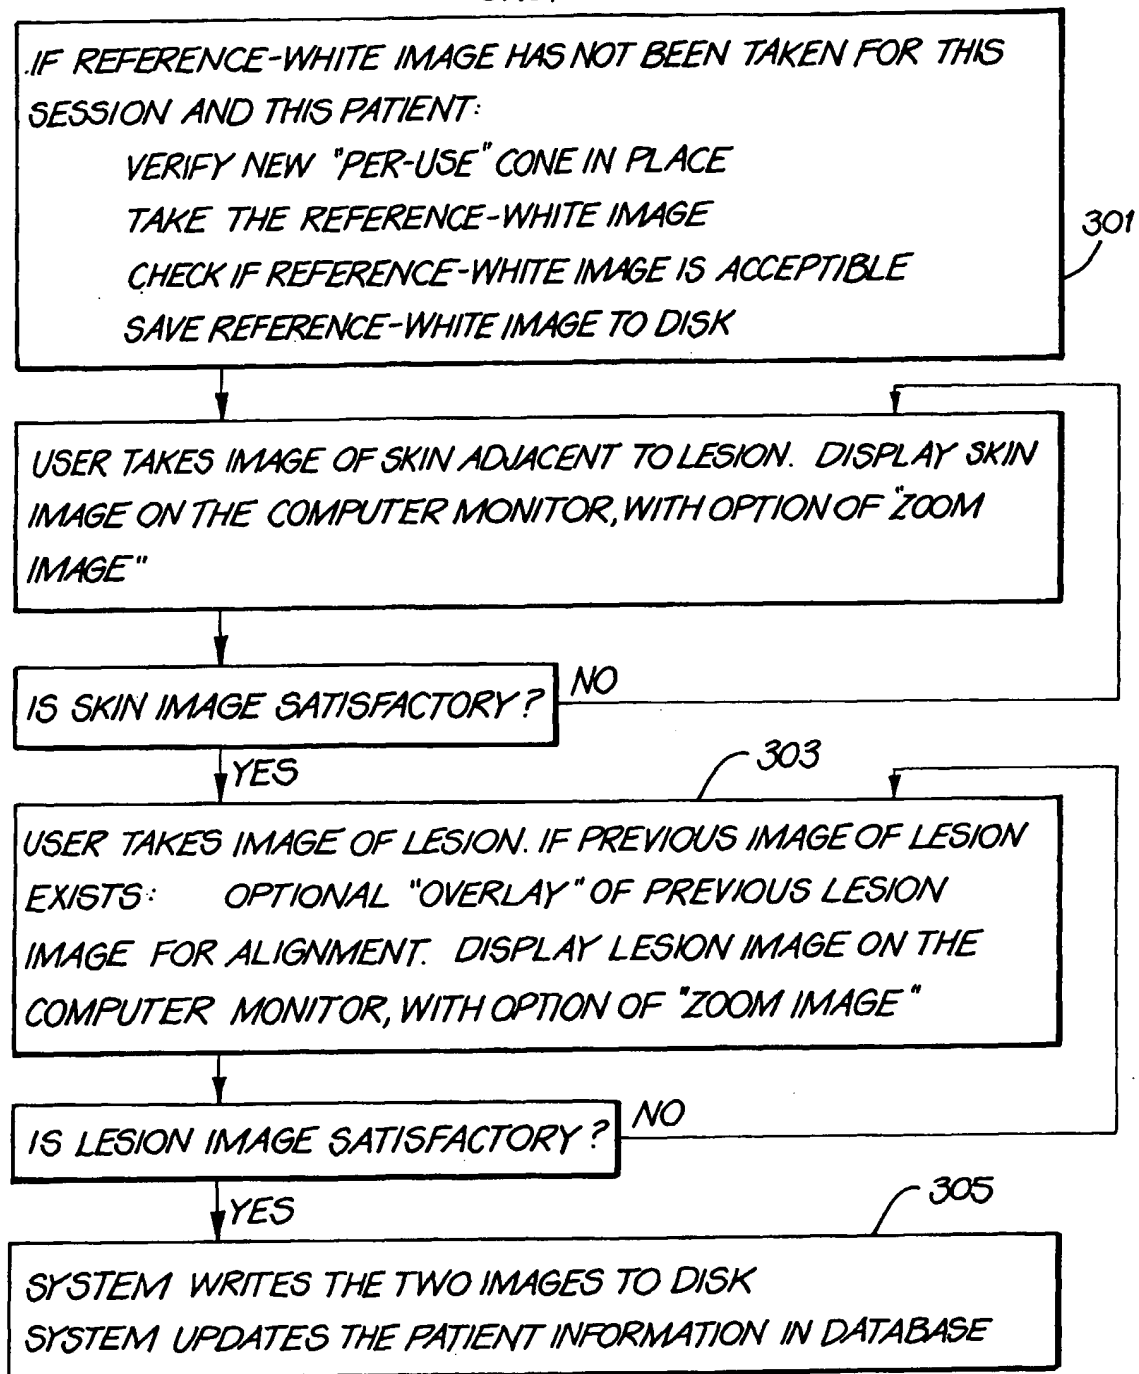 .IF REFERENCE-WHITE IMAGE HAS NOT BEEN TAKEN FOR THIS
SESSION AND THIS PATIENT:
VERIFY NEW "PER-USE" CONE IN PLACE
TAKE THE REFERENCE-WHITE IMAGE
CHECK IF REFERENCE-WHITE IMAGE IS ACCEPTIBLE
SAVE REFERENCE-WHITE IMAGE TO DISK
301
USER TAKES IMAGE OF SKIN ADJACENT TO LESION. DISPLAY SKIN
IMAGE ON THE COMPUTER MONITOR, WITH OPTION OF "ZOOM
IMAGE"
IS SKIN IMAGE SATISFACTORY?
NO
YES
303
USER TAKES IMAGE OF LESION. IF PREVIOUS IMAGE OF LESION
EXISTS: OPTIONAL "OVERLAY" OF PREVIOUS LESION
IMAGE FOR ALIGNMENT. DISPLAY LESION IMAGE ON THE
COMPUTER MONITOR, WITH OPTION OF "ZOOM IMAGE"
IS LESION IMAGE SATISFACTORY?
NO
YES
305
SYSTEM WRITES THE TWO IMAGES TO DISK
SYSTEM UPDATES THE PATIENT INFORMATION IN DATABASE